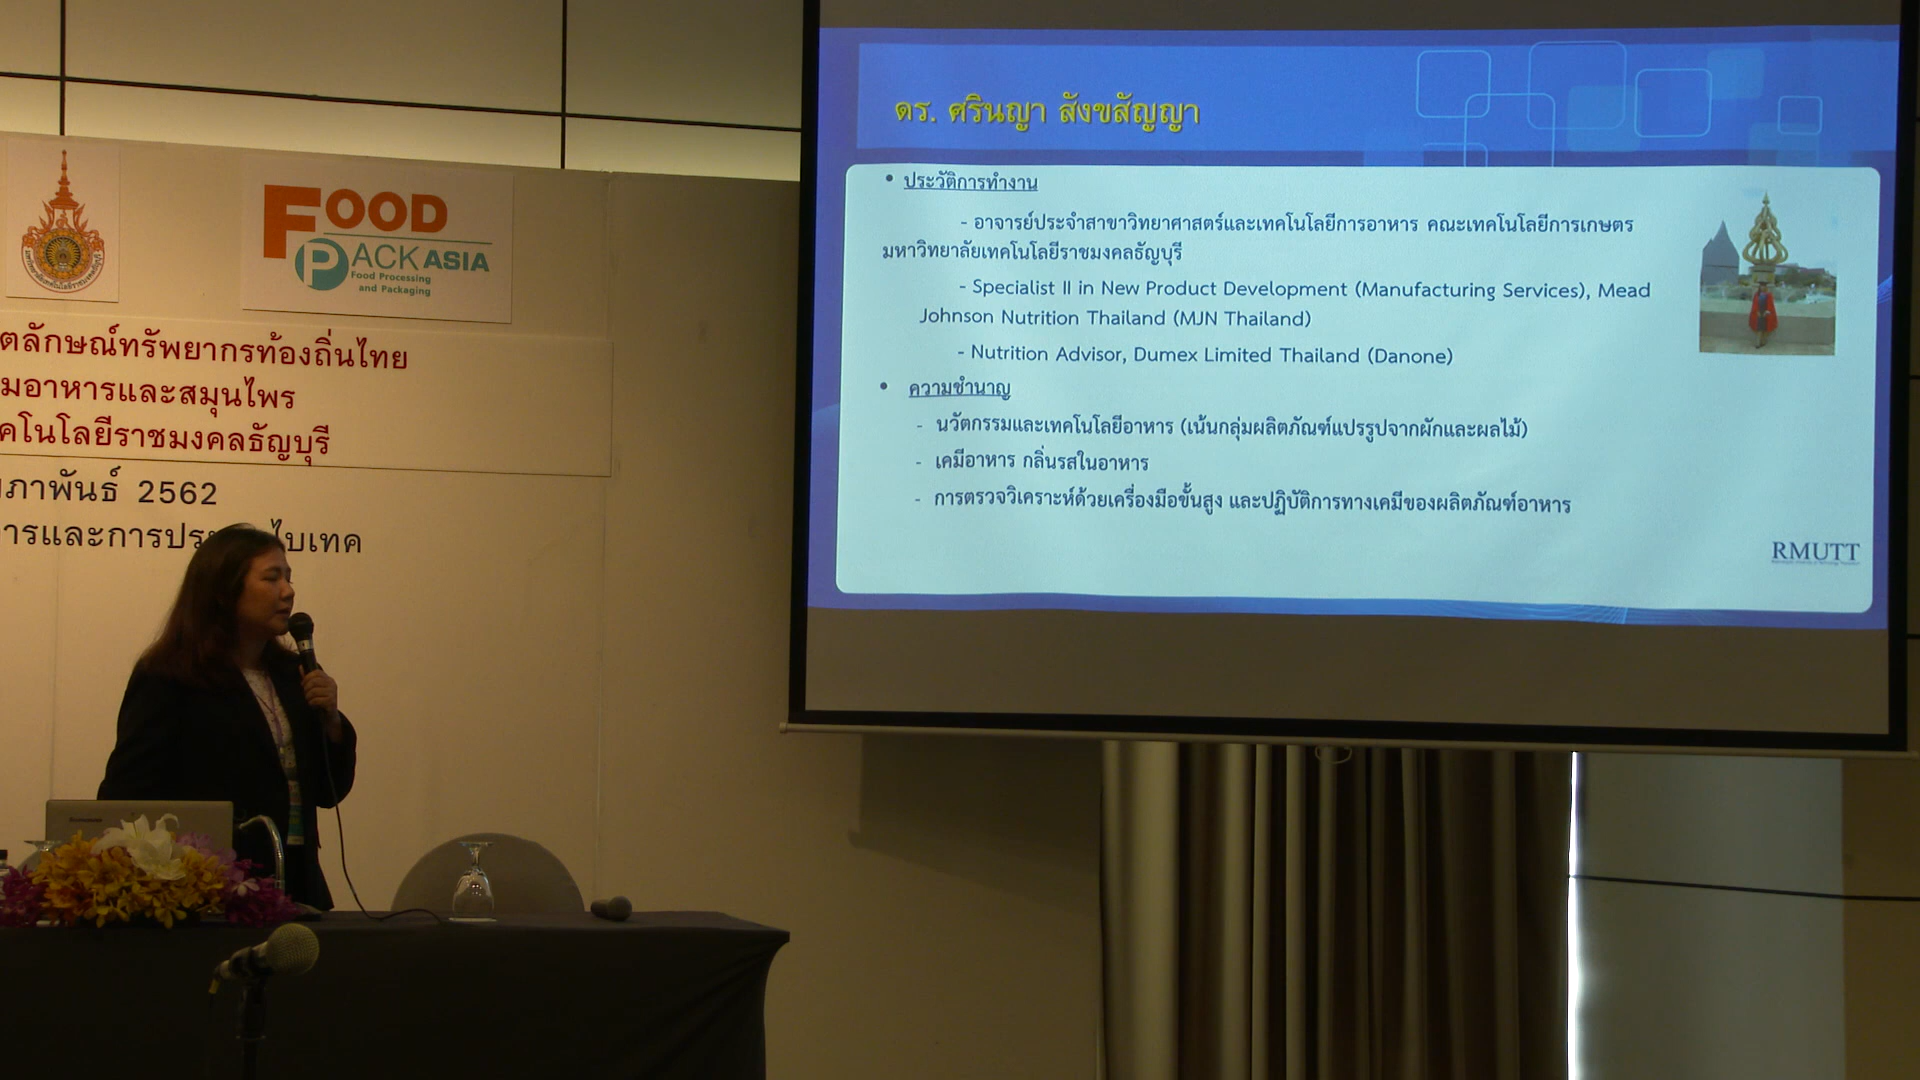 FOOD
PACK ASIA
Food Processing
and Packaging
ตลักษณ์ทรัพยากรท้องถิ่นไทย
มอาหารและสมุนไพร
คโนโลยีราชมงคลธัญบุรี
ภาพันธ์ 2562
ารและการประ ไบเทค
ดร. ศรินญา สังขสัญญา
• ประวัติการทำงาน
- อาจารย์ประจำสาขาวิทยาศาสตร์และเทคโนโลยีการอาหาร คณะเทคโนโลยีการเกษตร
มหาวิทยาลัยเทคโนโลยีราชมงคลธัญบุรี
- Specialist II in New Product Development (Manufacturing Services), Mead
Johnson Nutrition Thailand (MJN Thailand)
- Nutrition Advisor, Dumex Limited Thailand (Danone)
• ความชำนาญ
- นวัตกรรมและเทคโนโลยีอาหาร (เน้นกลุ่มผลิตภัณฑ์แปรรูปจากผักและผลไม้)
- เคมีอาหาร กลิ่นรสในอาหาร
- การตรวจวิเคราะห์ด้วยเครื่องมือขั้นสูง และปฏิบัติการทางเคมีของผลิตภัณฑ์อาหาร
RMUTT